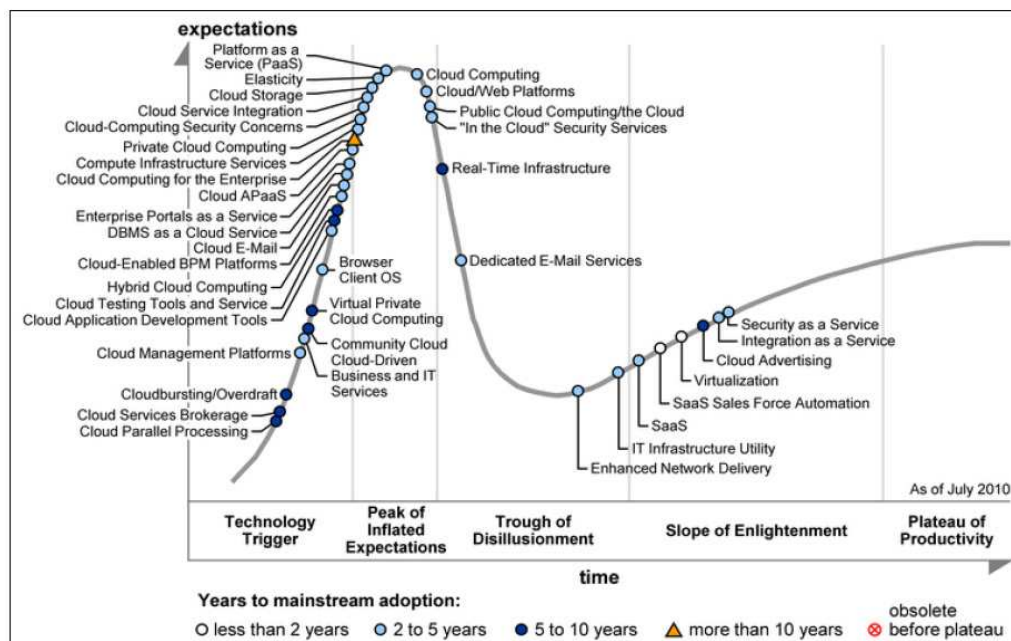 expectations
Platform as a
Service (PaaS)
Elasticity
Cloud Storage
Cloud Service Integration
Cloud-Computing Security Concerns
Private Cloud Computing
Compute Infrastructure Services
Cloud Computing for the Enterprise
Cloud APaaS
Enterprise Portals as a Service
DBMS as a Cloud Service
Cloud E-Mail
Cloud-Enabled BPM Platforms
Hybrid Cloud Computing
Cloud Testing Tools and Service
Cloud Application Development Tools
Cloud Management Platforms
Cloudbursting/Overdraft
Cloud Services Brokerage
Cloud Parallel Processing
Browser
Client OS
Virtual Private
Cloud Computing
Community Cloud
Cloud-Driven
Business and IT
Services
Cloud Computing
Cloud/Web Platforms
Public Cloud Computing/the Cloud
"In the Cloud" Security Services
Real-Time Infrastructure
Dedicated E-Mail Services
Security as a Service
Integration as a Service
Cloud Advertising
Virtualization
SaaS Sales Force Automation
SaaS
IT Infrastructure Utility
Enhanced Network Delivery
As of July 2010
Technology
Trigger
Peak of
Inflated
Expectations
Trough of
Disillusionment
Slope of Enlightenment
Plateau of
Productivity
time
Years to mainstream adoption:
less than 2 years
2 to 5 years
5 to 10 years
more than 10 years
obsolete
before plateau